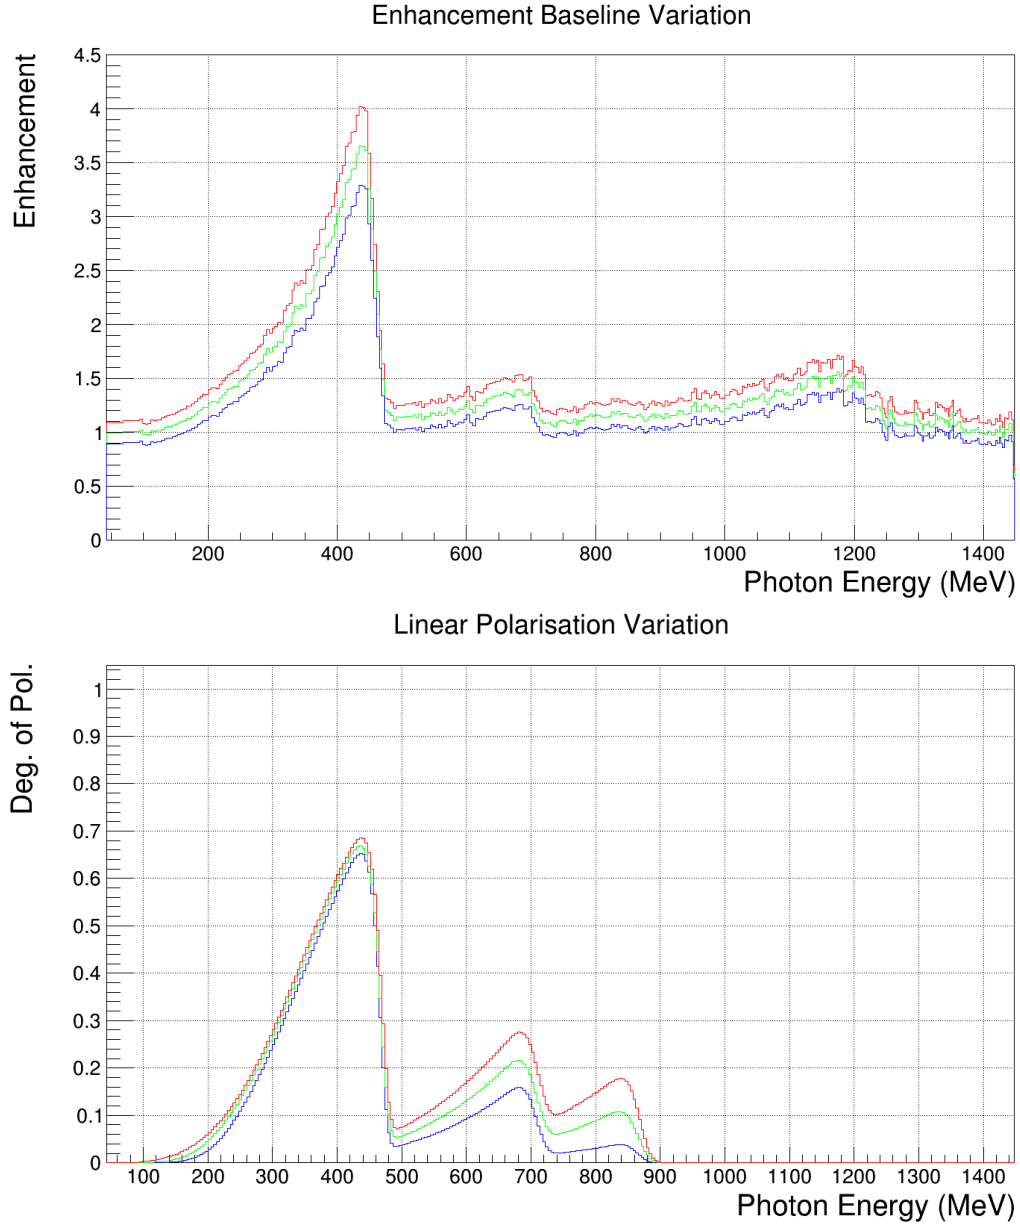 Enhancement Baseline Variation
Enhancement
4.5
4
3.5
3
2.5
2
1.5
1
0.5
0
200 400 600 800 1000 1200 1400
Photon Energy (MeV)
Linear Polarisation Variation
Deg. of Pol.
1
0.9
0.8
0.7
0.6
0.5
0.4
0.3
0.2
0.1
0
100 200 300 400 500 600 700 800 900 1000 1100 1200 1300 1400
Photon Energy (MeV)